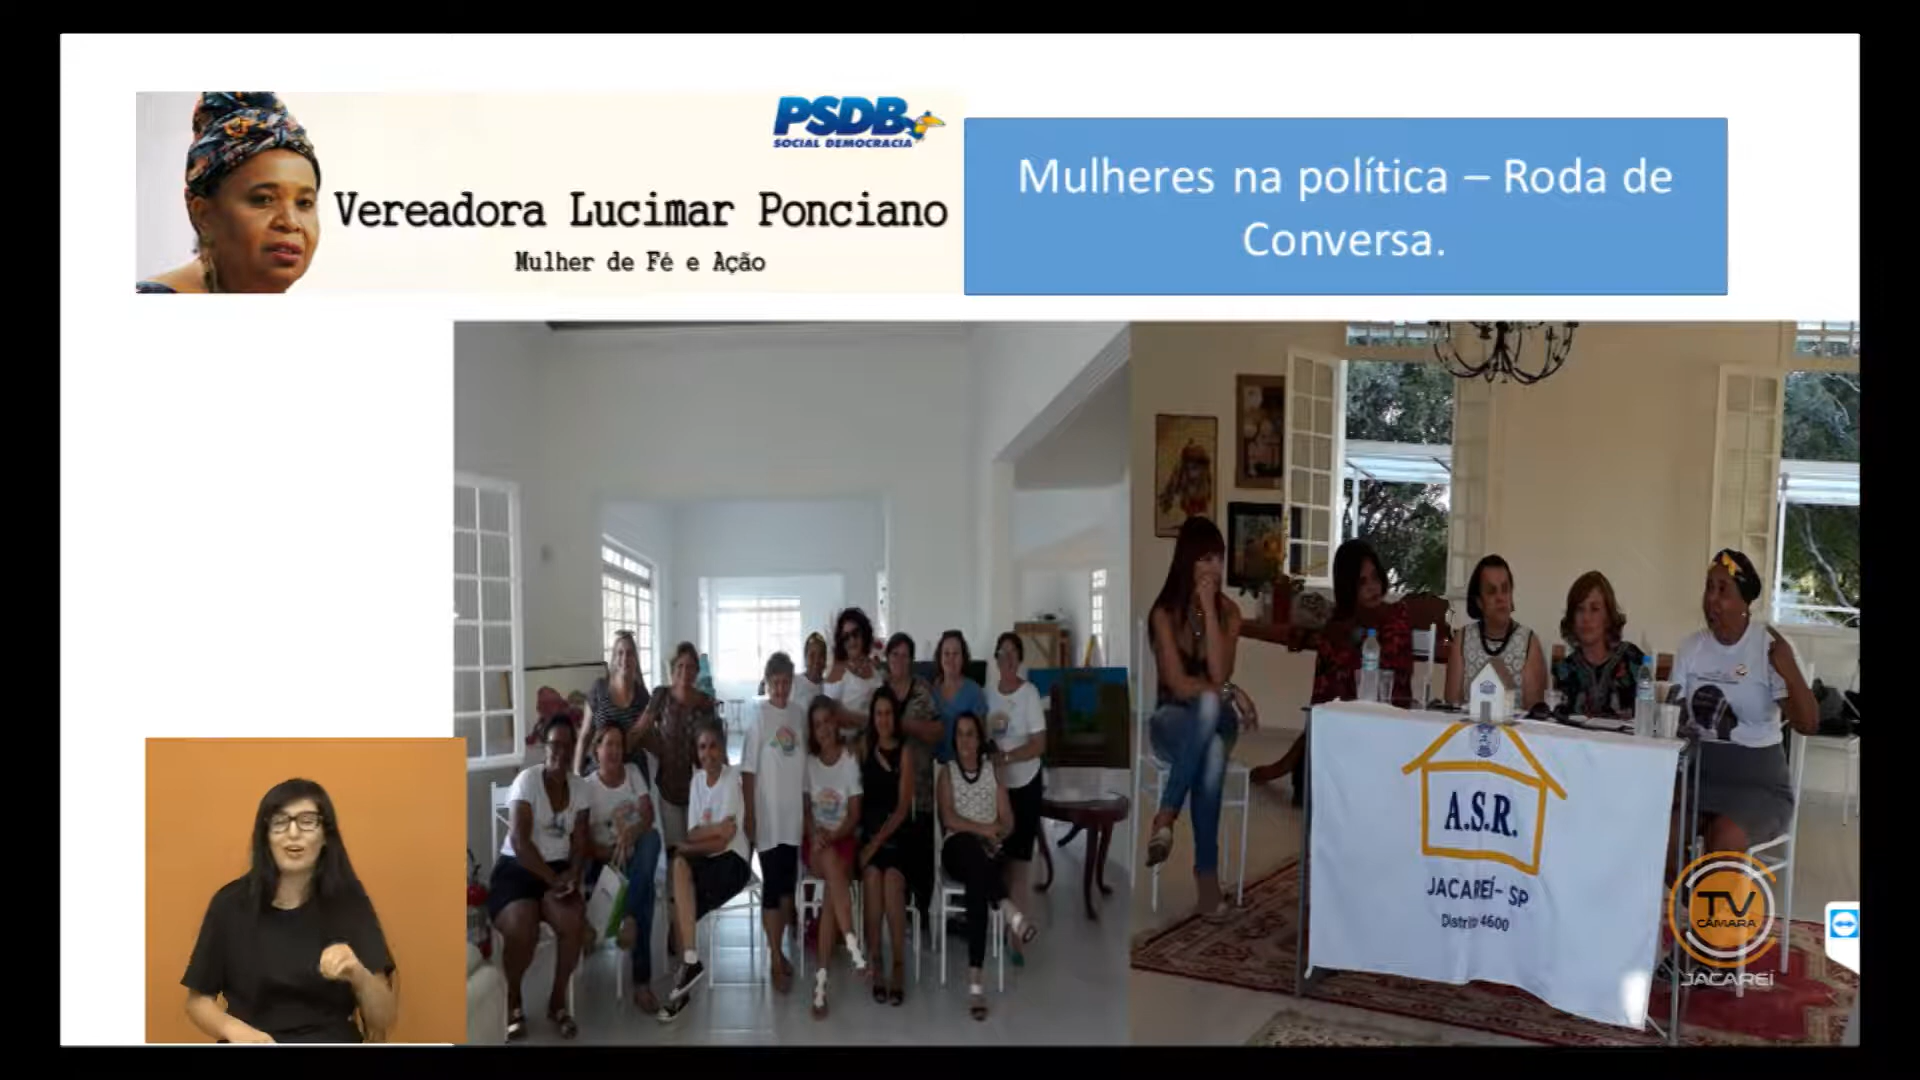 PSDB
SOCIAL DEMOCRACIA
Vereadora Lucimar Ponciano
Mulher de Fé e Ação
Mulheres na política – Roda de
Conversa.
A.S.R.
JACAREÍ- SP
Distrito 4600
TV
CÂMARA
JACAREÍ